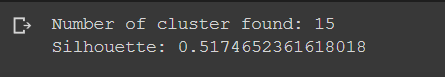 Number of cluster found: 15
Silhouette: 0.5174652361618018